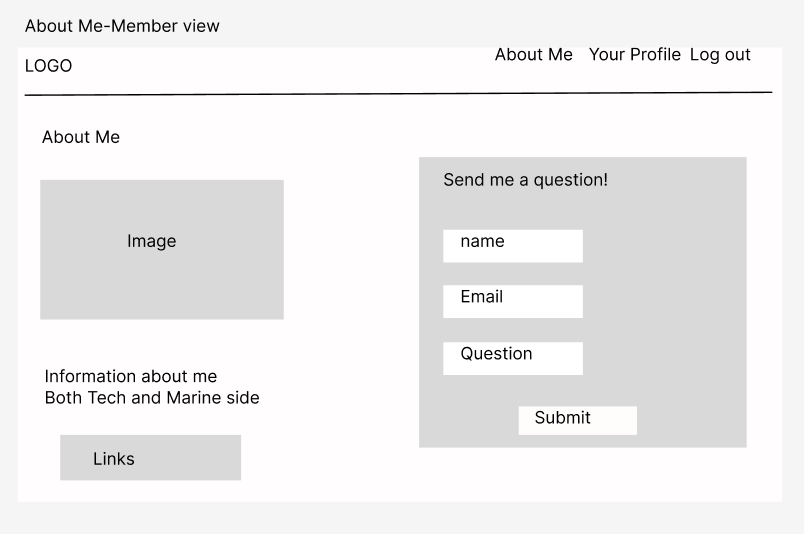 About Me-Member view
LOGO
About Me Your Profile Log out
About Me
Image
Information about me
Both Tech and Marine side
Links
Send me a question!
name
Email
Question
Submit